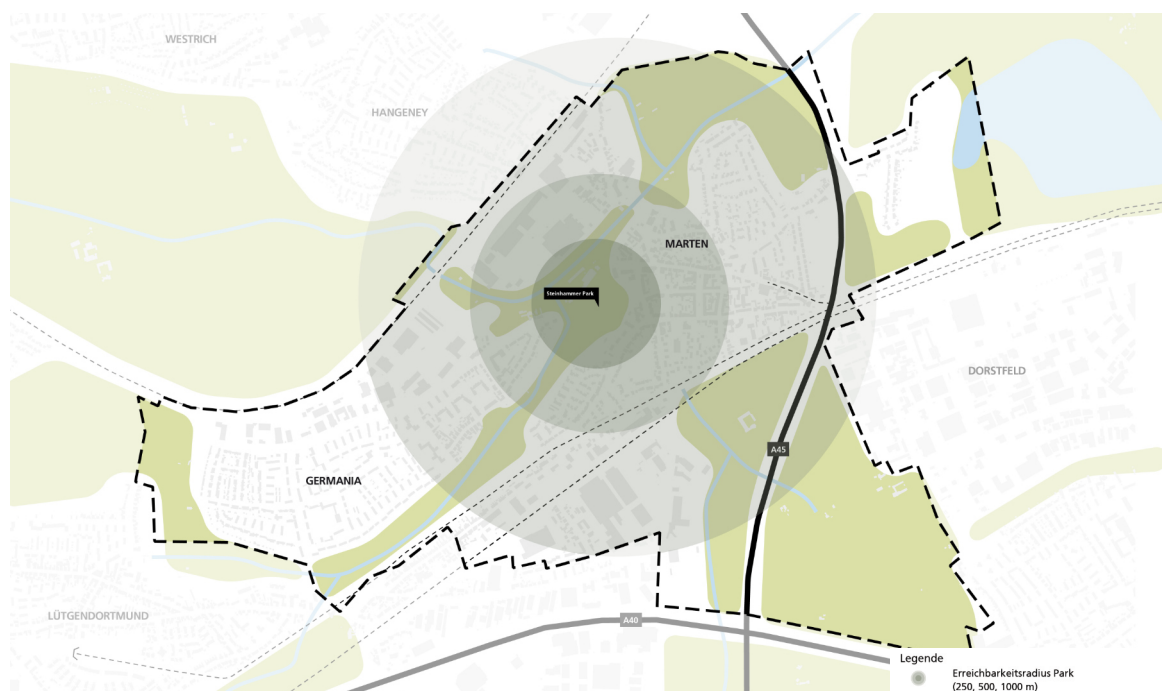 WESTRICH
HANGENEY
MARTEN
Steinhammer Park
DORSTFELD
A45
GERMANIA
LÜTGENDORTMUND
A40
Legende
Erreichbarkeitsradius Park
(250, 500, 1000 m)